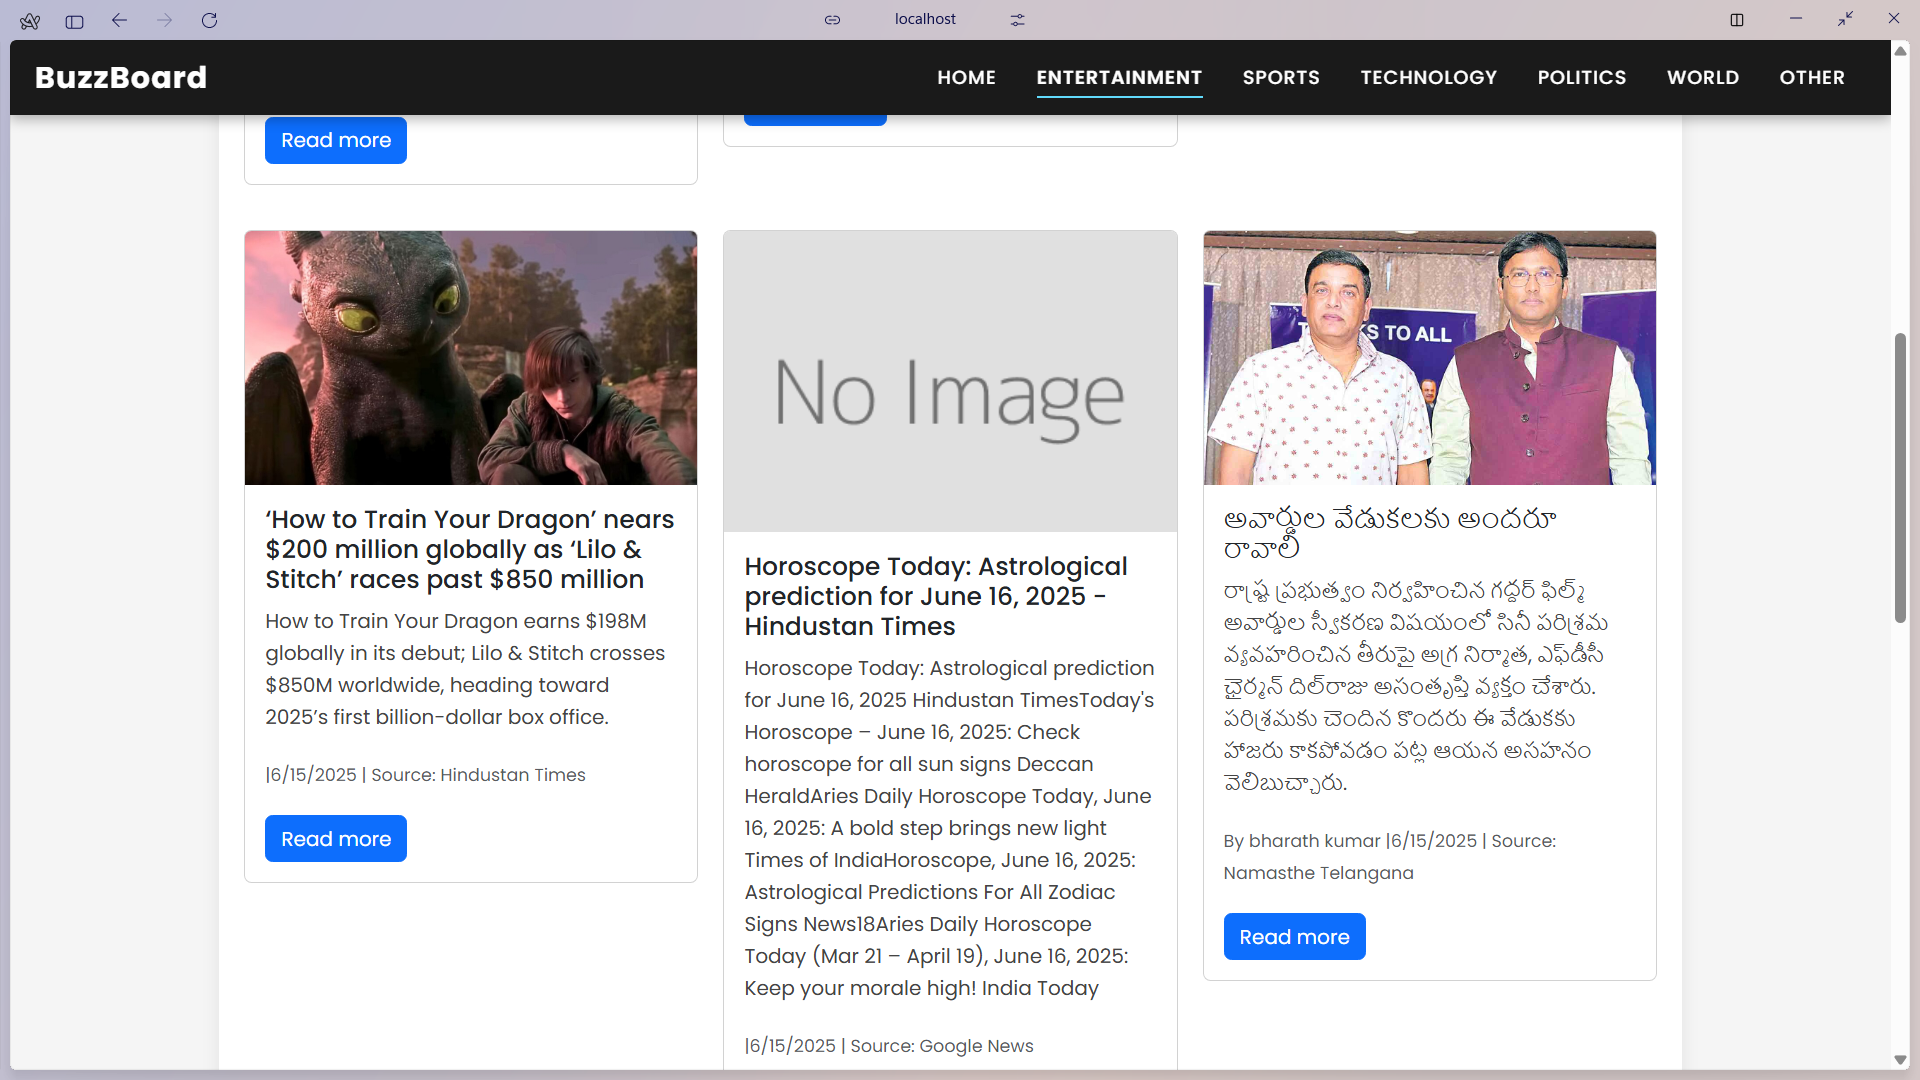 localhost
BuzzBoard
HOME
ENTERTAINMENT
SPORTS
TECHNOLOGY
POLITICS
WORLD
OTHER
Read more
‘How to Train Your Dragon’ nears
$200 million globally as ‘Lilo &
Stitch’ races past $850 million
How to Train Your Dragon earns $198M
globally in its debut; Lilo & Stitch crosses
$850M worldwide, heading toward
2025’s first billion-dollar box office.
|6/15/2025 | Source: Hindustan Times
Read more
No Image
Horoscope Today: Astrological
prediction for June 16, 2025 -
Hindustan Times
Horoscope Today: Astrological prediction
for June 16, 2025 Hindustan TimesToday's
Horoscope – June 16, 2025: Check
horoscope for all sun signs Deccan
HeraldAries Daily Horoscope Today, June
16, 2025: A bold step brings new light
Times of IndiaHoroscope, June 16, 2025:
Astrological Predictions For All Zodiac
Signs News18Aries Daily Horoscope
Today (Mar 21 – April 19), June 16, 2025:
Keep your morale high! India Today
|6/15/2025 | Source: Google News
TO ALL
అవార్డుల వేడుకలకు అందరూ
రావాలి
రాష్ట్ర ప్రభుత్వం నిర్వహించిన గద్దర్‌ ఫిల్మ్‌
అవార్డుల స్వీకరణ విషయంలో సినీ పరిశ్రమ
వ్యవహరించిన తీరుపై అగ్ర నిర్మాత, ఎఫ్‌డీసీ
ఛైర్మన్‌ దిల్‌రాజు అసంతృప్తి వ్యక్తం చేశారు.
పరిశ్రమకు చెందిన కొందరు ఈ వేడుకకు
హాజరు కాకపోవడం పట్ల ఆయన అసహనం
వెలిబుచ్చారు.
By bharath kumar |6/15/2025 | Source:
Namasthe Telangana
Read more